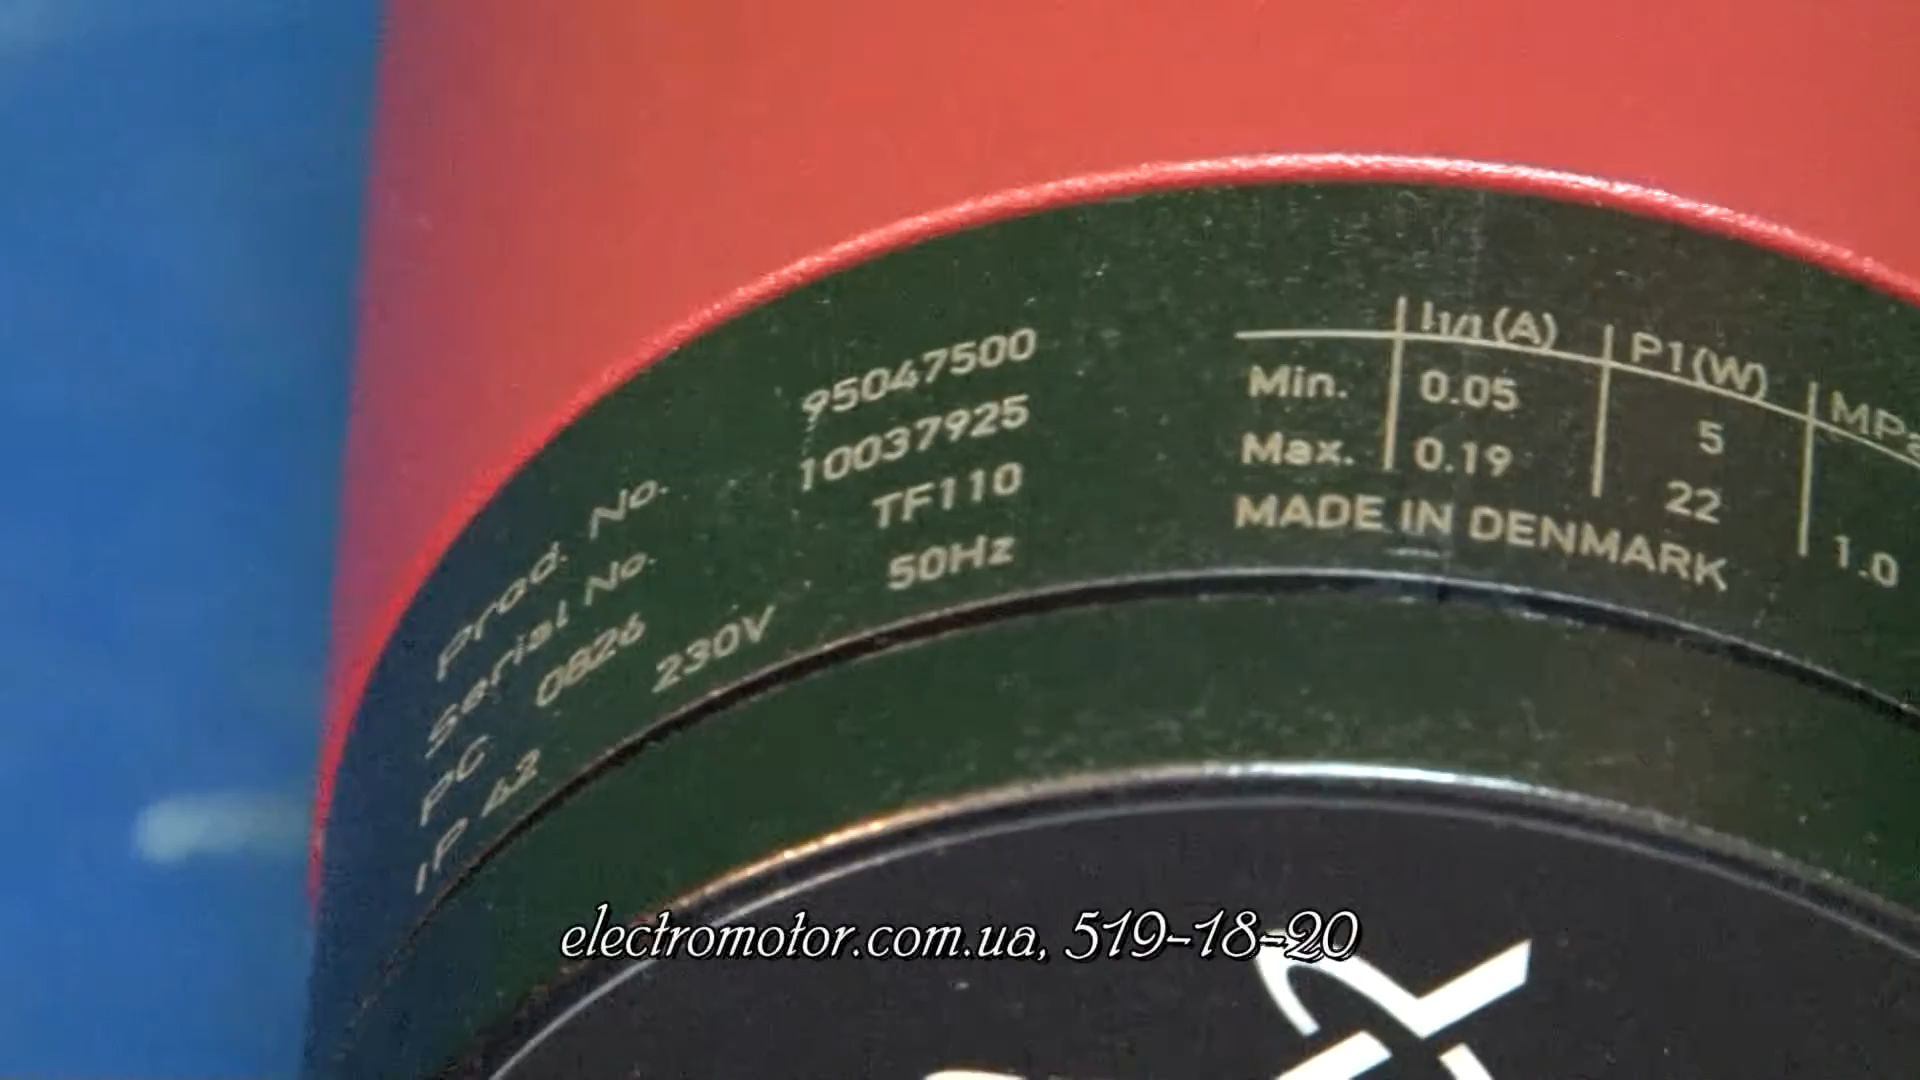 Prod. No. 95047500
Serial No. 10037925
PC 0826 TF110
IP 42 230V 50Hz
I1/1(A) P1(W) MPa
Min. 0.05 5
Max. 0.19 22 1.0
MADE IN DENMARK
electromotor.com.ua, 519-18-20